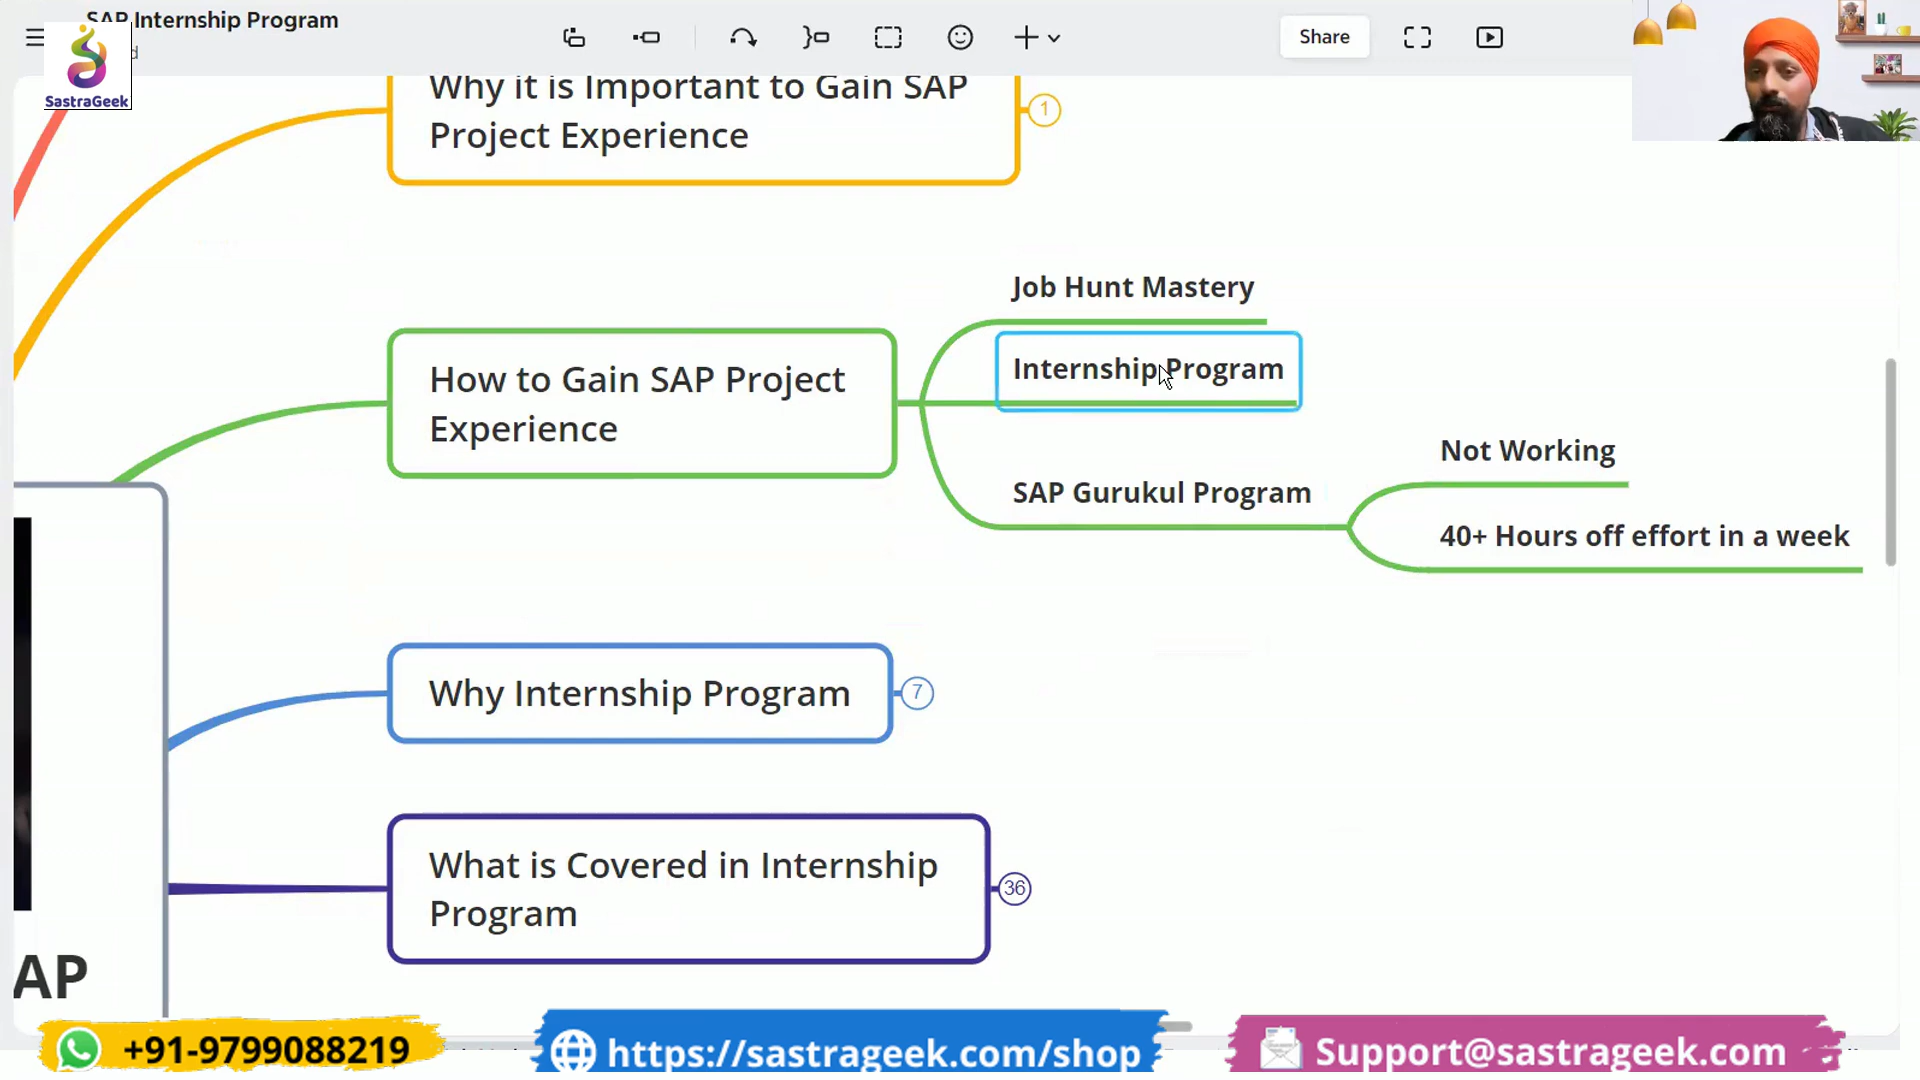 SAP Internship Program
d
SastraGeek
Share
Why it is Important to Gain SAP
Project Experience
1
Job Hunt Mastery
How to Gain SAP Project
Experience
Internship Program
SAP Gurukul Program
Not Working
40+ Hours off effort in a week
Why Internship Program
7
What is Covered in Internship
Program
36
AP
+91-9799088219
https://sastrageek.com/shop
Support@sastrageek.com